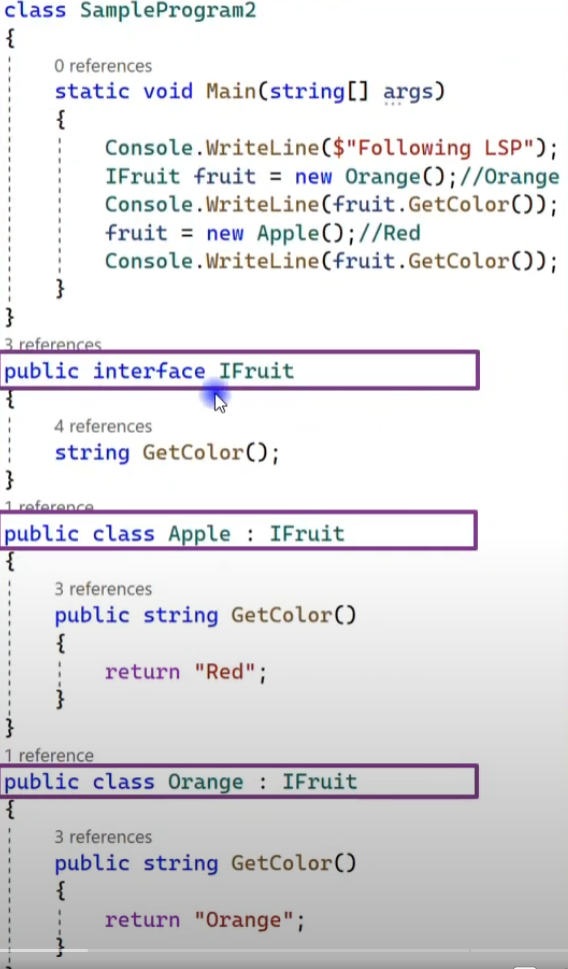 class SampleProgram2
{
0 references
static void Main(string[] args)
{
Console.WriteLine($"Following LSP");
IFruit fruit = new Orange();//Orange
Console.WriteLine(fruit.GetColor());
fruit = new Apple();//Red
Console.WriteLine(fruit.GetColor());
}
}
3 references
public interface IFruit
{
4 references
string GetColor();
}
1 reference
public class Apple : IFruit
{
3 references
public string GetColor()
{
return "Red";
}
}
1 reference
public class Orange : IFruit
{
3 references
public string GetColor()
{
return "Orange";
}